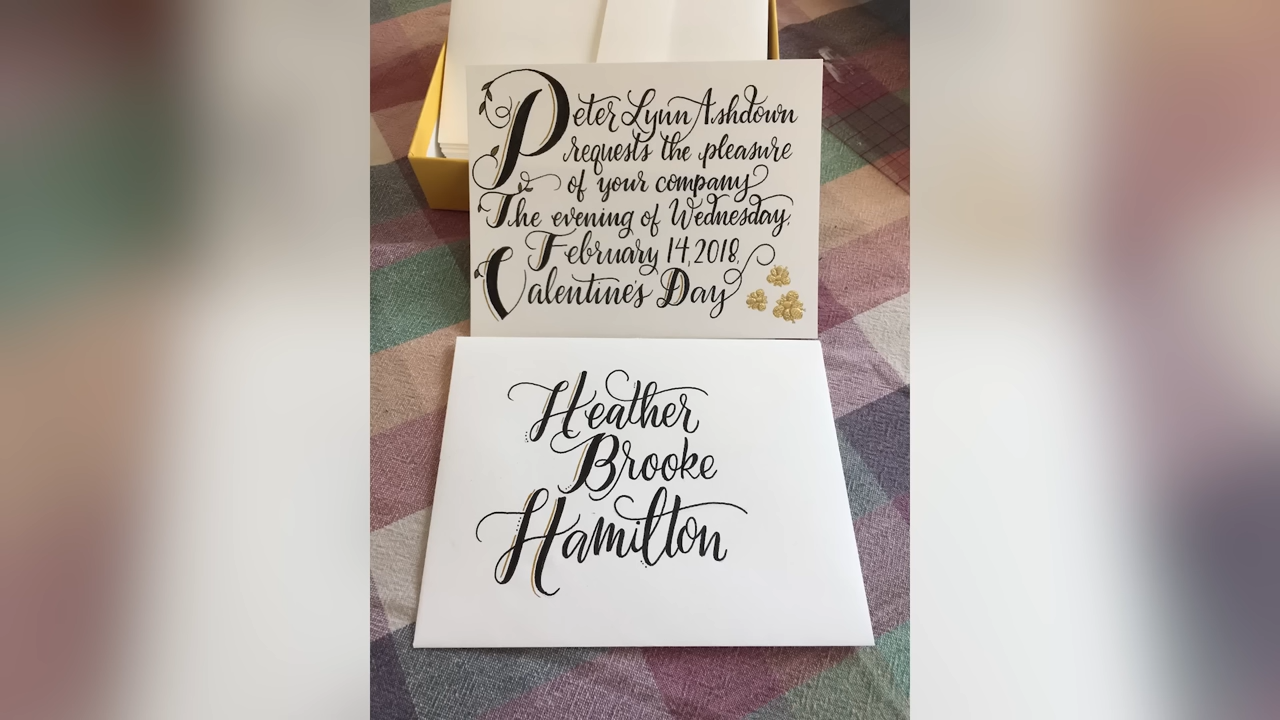 Peter Lynn Ashdown
requests the pleasure
of your company
The evening of Wednesday,
February 14, 2018,
Valentine's Day
Heather
Brooke
Hamilton